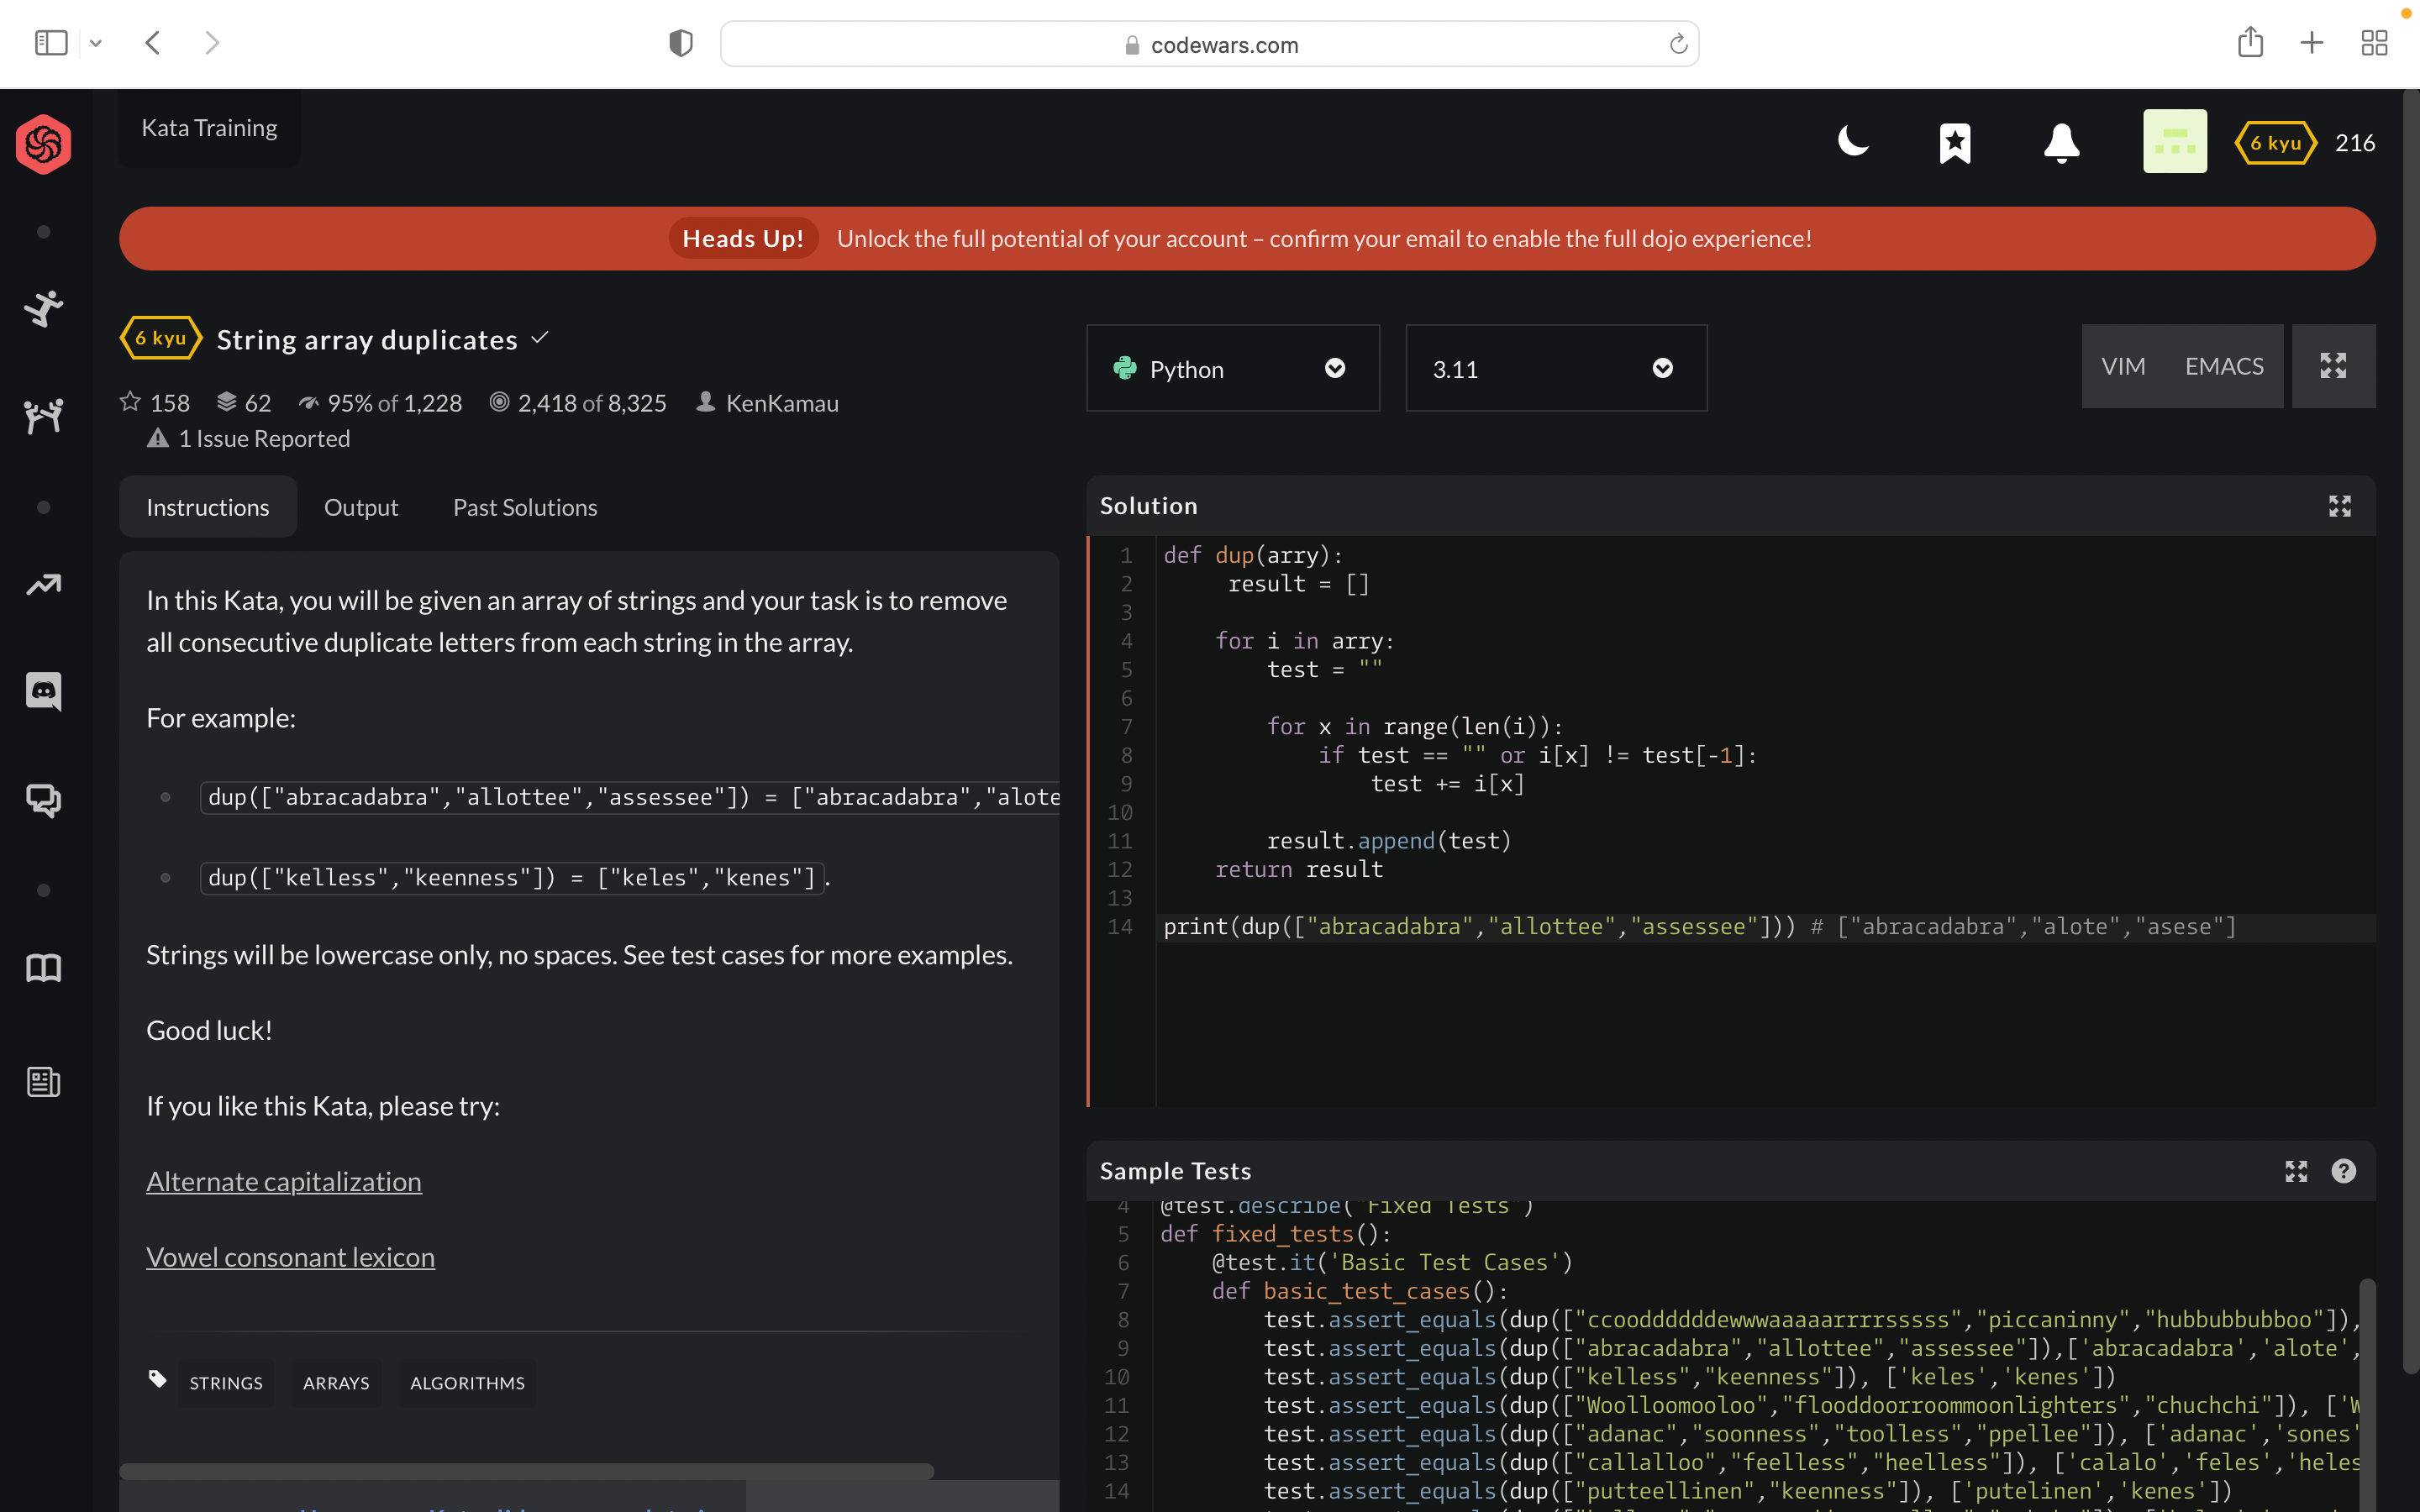 codewars.com
Kata Training
6 kyu 216
Heads Up! Unlock the full potential of your account – confirm your email to enable the full dojo experience!
6 kyu String array duplicates
158 62 95% of 1,228 2,418 of 8,325 KenKamau
1 Issue Reported
Instructions Output Past Solutions
In this Kata, you will be given an array of strings and your task is to remove
all consecutive duplicate letters from each string in the array.
For example:
dup(["abracadabra","allottee","assessee"]) = ["abracadabra","alote
dup(["kelless","keenness"]) = ["keles","kenes"].
Strings will be lowercase only, no spaces. See test cases for more examples.
Good luck!
If you like this Kata, please try:
Alternate capitalization
Vowel consonant lexicon
STRINGS ARRAYS ALGORITHMS
Python 3.11 VIM EMACS
Solution
1 def dup(arry):
2 result = []
3
4 for i in arry:
5 test = ""
6
7 for x in range(len(i)):
8 if test == "" or i[x] != test[-1]:
9 test += i[x]
10
11 result.append(test)
12 return result
13
14 print(dup(["abracadabra","allottee","assessee"])) # ["abracadabra","alote","asese"]
Sample Tests
4 @test.describe("Fixed Tests")
5 def fixed_tests():
6 @test.it('Basic Test Cases')
7 def basic_test_cases():
8 test.assert_equals(dup(["ccooddddddewwwaaaaarrrrsssss","piccaninny","hubbubbubboo"]),
9 test.assert_equals(dup(["abracadabra","allottee","assessee"]),['abracadabra','alote',
10 test.assert_equals(dup(["kelless","keenness"]), ['keles','kenes'])
11 test.assert_equals(dup(["Woolloomooloo","flooddoorroommoonlighters","chuchchi"]), ['W
12 test.assert_equals(dup(["adanac","soonness","toolless","ppellee"]), ['adanac','sones'
13 test.assert_equals(dup(["callalloo","feelless","heelless"]), ['calalo','feles','heles
14 test.assert_equals(dup(["putteellinen","keenness"]), ['putelinen','kenes'])